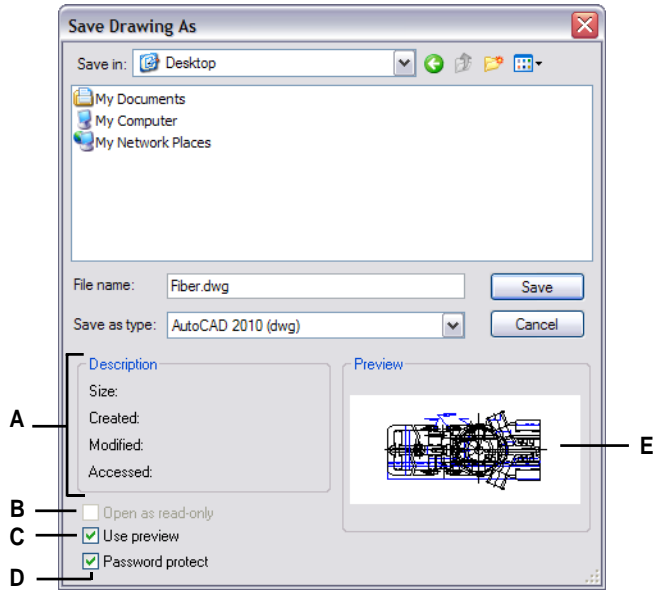 Save Drawing As
Save in: Desktop
My Documents
My Computer
My Network Places
File name: Fiber.dwg Save
Save as type: AutoCAD 2010 (dwg) Cancel
Description Preview
Size:
Created:
A
Modified:
E
Accessed:
B Open as read-only
C Use preview
D Password protect